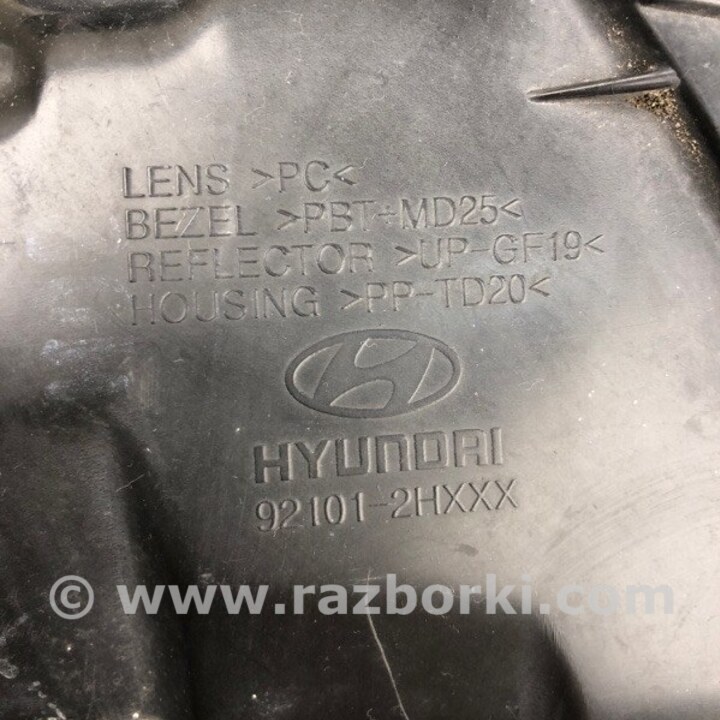 LENS >PC<
BEZEL >PBT+MD25<
REFLECTOR >UP-GF19<
HOUSING >PP-TD20<
HYUNDAI
92101-2HXXX
© www.razborki.com